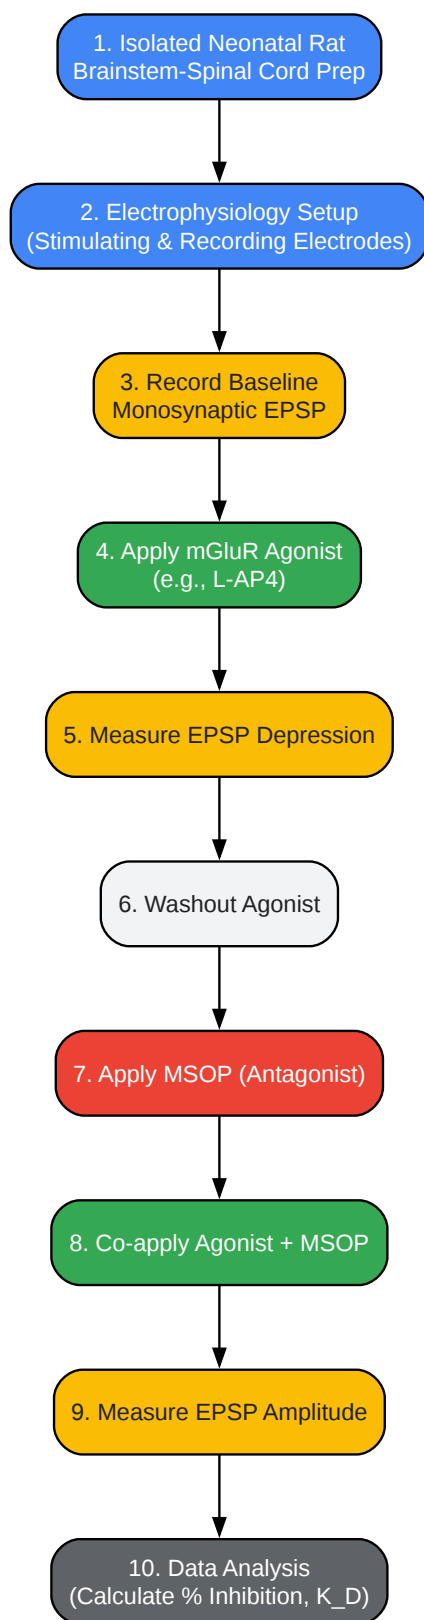 1. Isolated Neonatal Rat
Brainstem-Spinal Cord Prep
2. Electrophysiology Setup
(Stimulating & Recording Electrodes)
3. Record Baseline
Monosynaptic EPSP
4. Apply mGluR Agonist
(e.g., L-AP4)
5. Measure EPSP Depression
6. Washout Agonist
7. Apply MSOP (Antagonist)
8. Co-apply Agonist + MSOP
9. Measure EPSP Amplitude
10. Data Analysis
(Calculate % Inhibition, K_D)